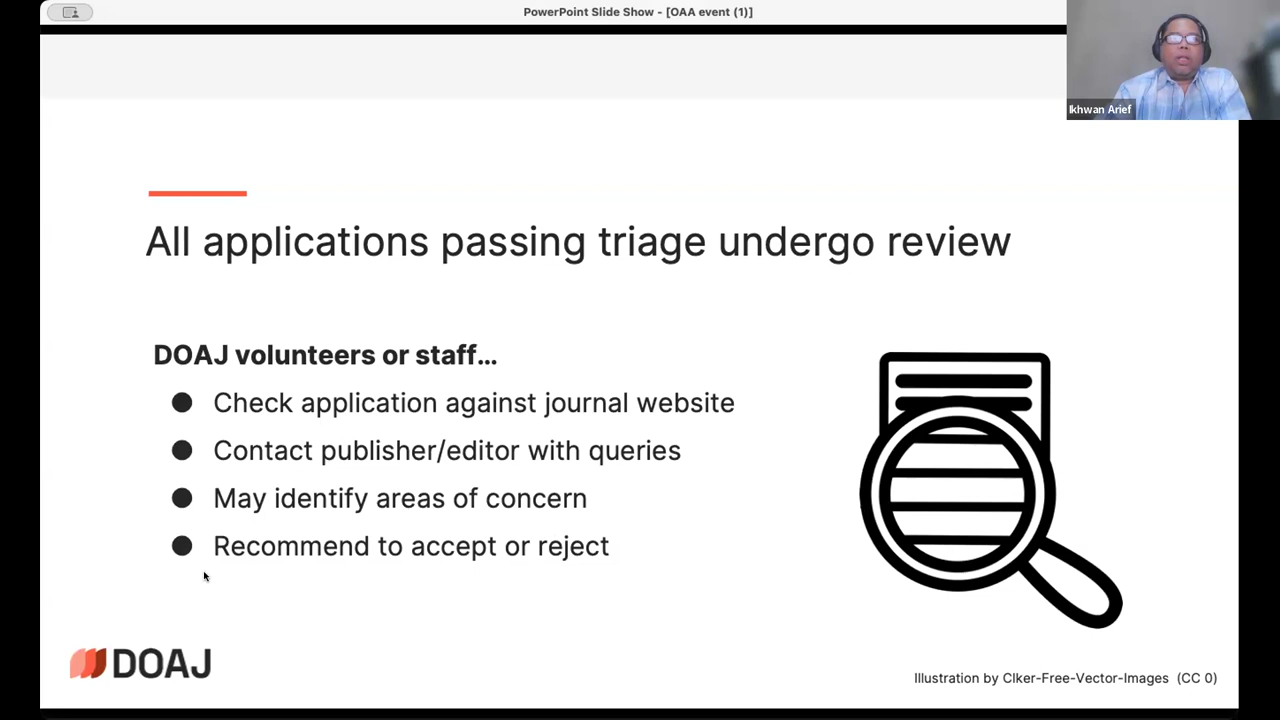 PowerPoint Slide Show - [OAA event (1)]
Ikhwan Arief
All applications passing triage undergo review
DOAJ volunteers or staff...
● Check application against journal website
● Contact publisher/editor with queries
● May identify areas of concern
● Recommend to accept or reject
DOAJ
Illustration by Clker-Free-Vector-Images (CC 0)